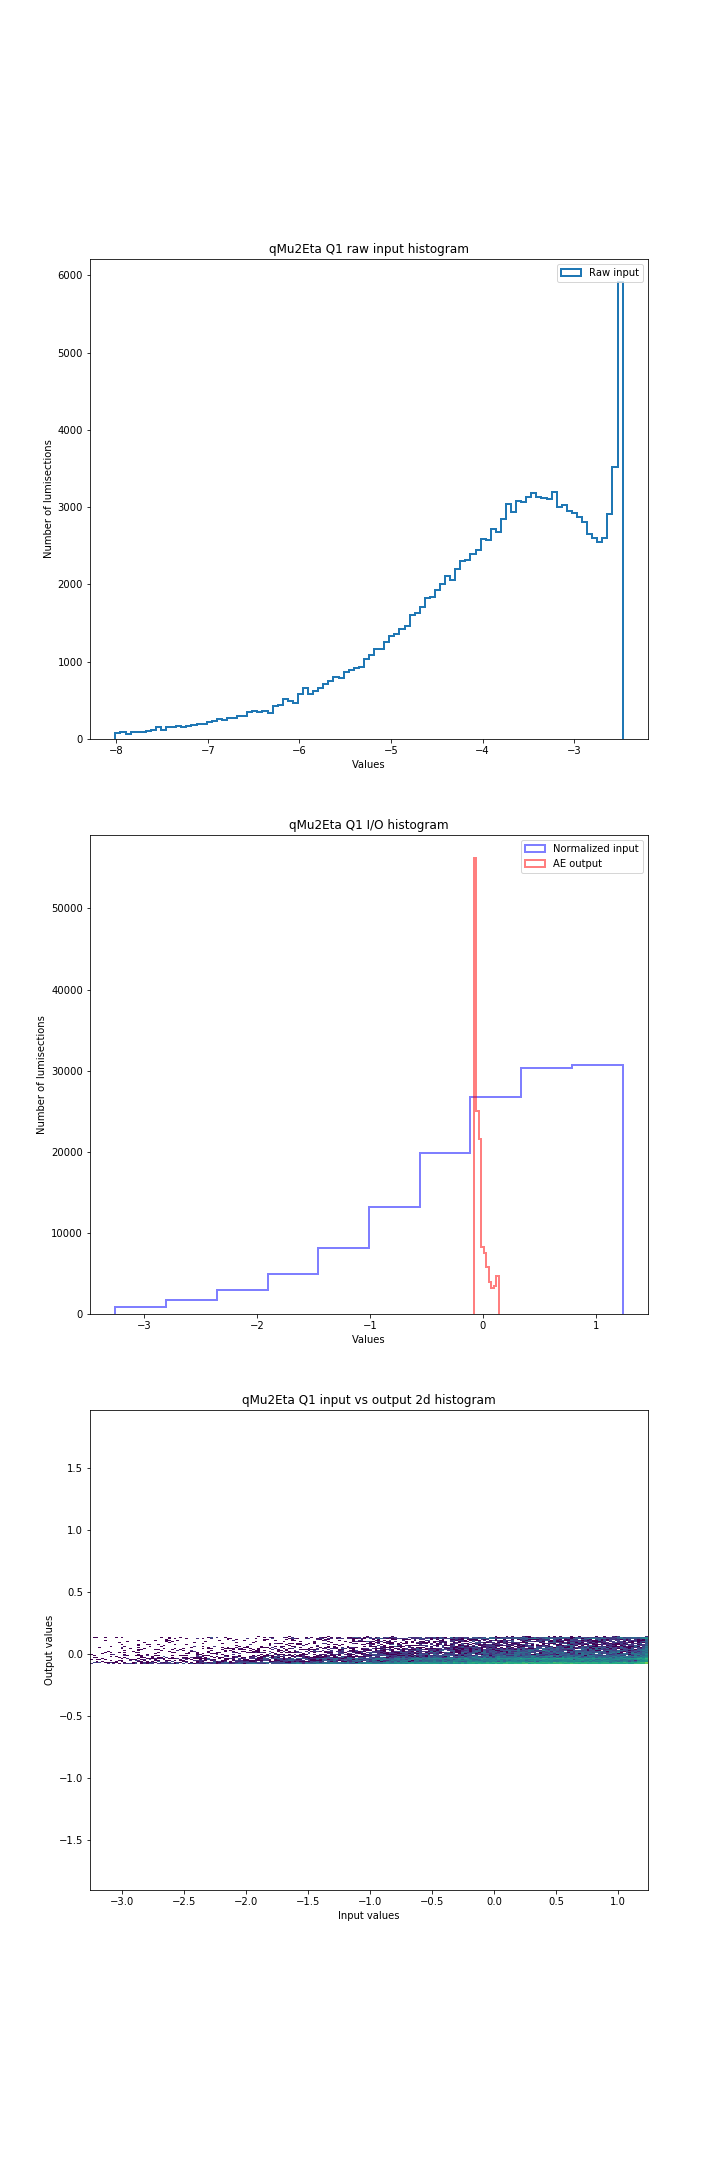 qMu2Eta Q1 raw input histogram
Raw input
6000
5000
4000
3000
2000
1000
0
Number of lumisections
−8 −7 −6 −5 −4 −3
Values
qMu2Eta Q1 I/O histogram
Normalized input
AE output
50000
40000
30000
20000
10000
0
Number of lumisections
−3 −2 −1 0 1
Values
qMu2Eta Q1 input vs output 2d histogram
1.5
1.0
0.5
0.0
−0.5
−1.0
−1.5
Output values
−3.0 −2.5 −2.0 −1.5 −1.0 −0.5 0.0 0.5 1.0
Input values